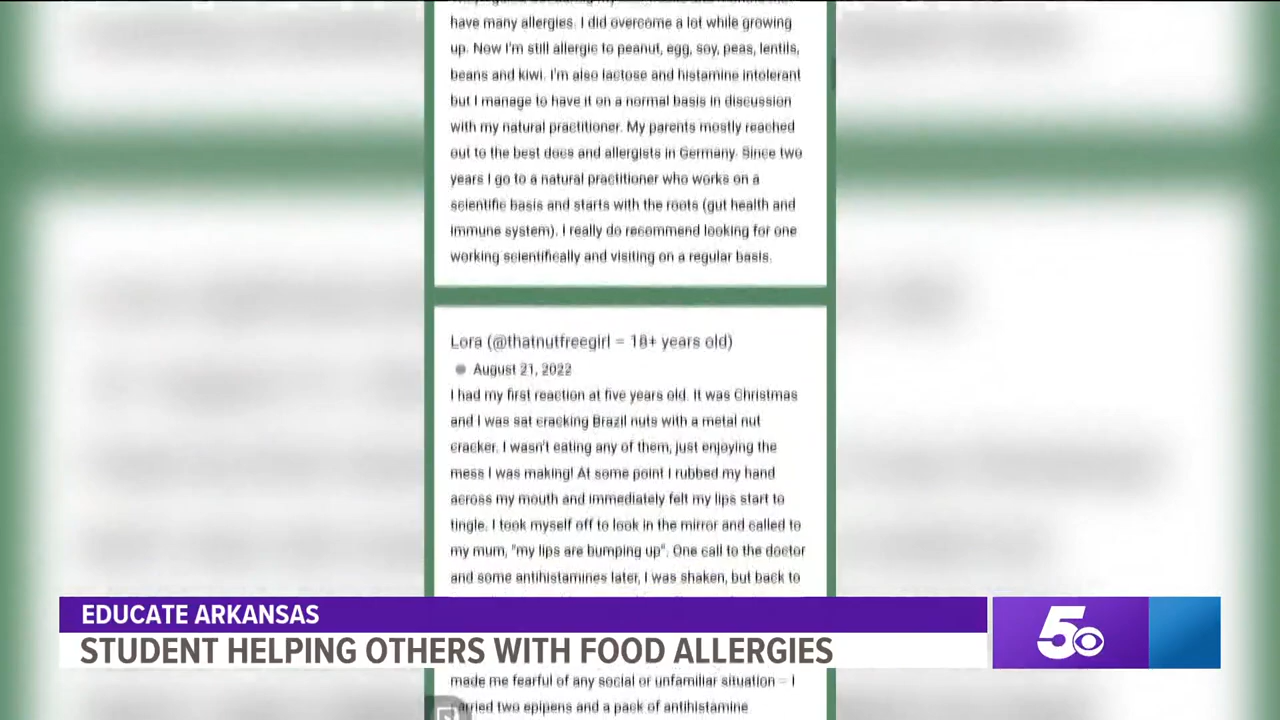 have many allergies. I did overcome a lot while growing
up. Now I'm still allergic to peanut, egg, soy, peas, lentils,
beans and kiwi. I'm also lactose and histamine intolerant
but I manage to have it on a normal basis in discussion
with my natural practitioner. My parents mostly reached
out to the best docs and allergists in Germany. Since two
years I go to a natural practitioner who works on a
scientific basis and starts with the roots (gut health and
immune system). I really do recommend looking for one
working scientifically and visiting on a regular basis.
Lora (@thatnutfreegirl = 18+ years old)
August 21, 2022
I had my first reaction at five years old. It was Christmas
and I was sat cracking Brazil nuts with a metal nut
cracker. I wasn't eating any of them, just enjoying the
mess I was making! At some point I rubbed my hand
across my mouth and immediately felt my lips start to
tingle. I took myself off to look in the mirror and called to
my mum, "my lips are bumping up". One call to the doctor
and some antihistamines later, I was shaken, but back to
EDUCATE ARKANSAS
STUDENT HELPING OTHERS WITH FOOD ALLERGIES
5
made me fearful of any social or unfamiliar situation – I
carried two epipens and a pack of antihistamine